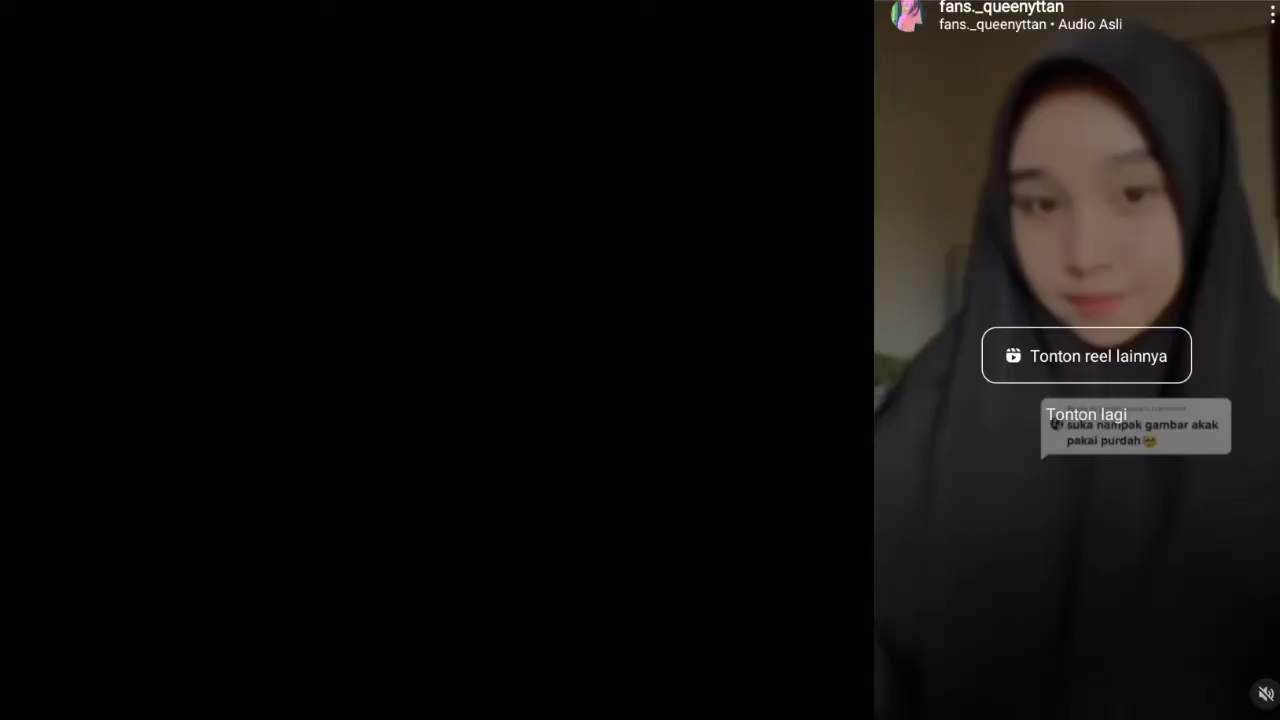 fans._queenyttan
fans._queenyttan • Audio Asli
Tonton reel lainnya
Tonton lagi
suka nampak gambar akak
pakai purdah